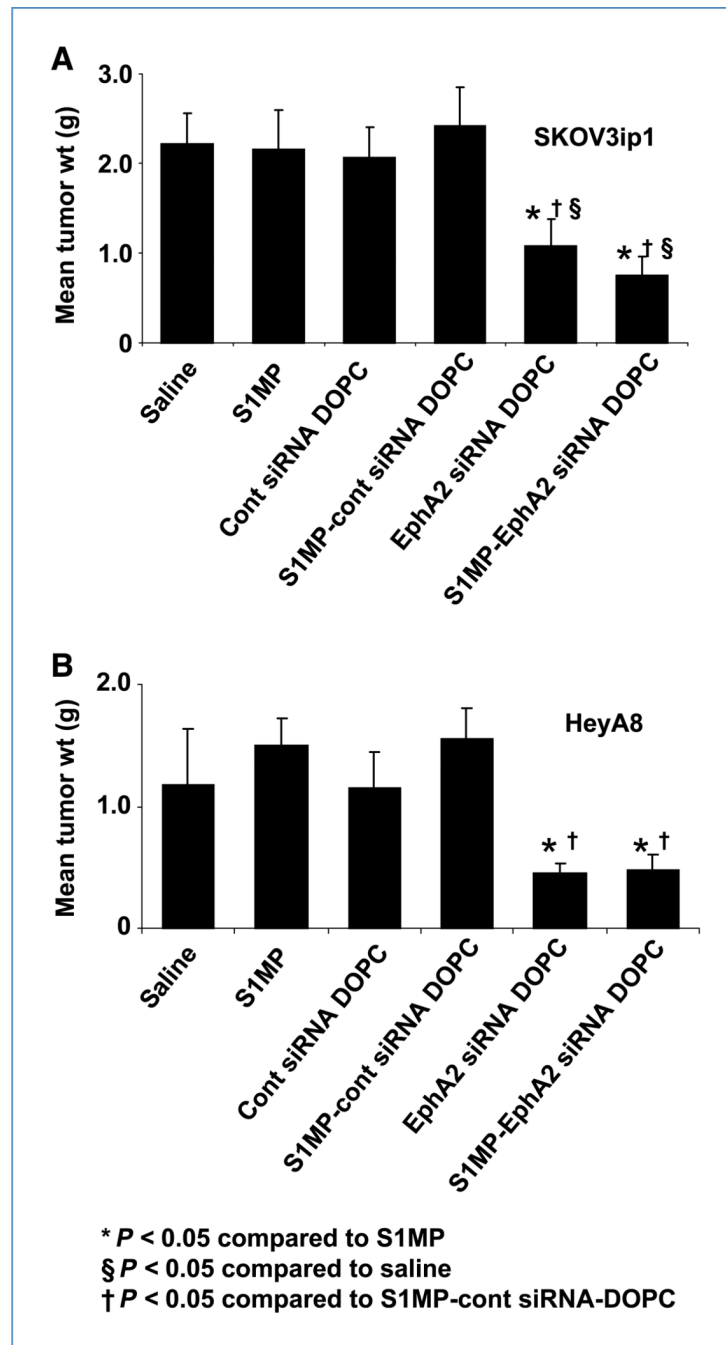 A
Mean tumor wt (g)
3.0
2.0
1.0
0
SKOV3ip1
* † §
* † §
Saline
S1MP
Cont siRNA DOPC
S1MP-cont siRNA DOPC
EphA2 siRNA DOPC
S1MP-EphA2 siRNA DOPC
B
Mean tumor wt (g)
2.0
1.0
0
HeyA8
* †
* †
Saline
S1MP
Cont siRNA DOPC
S1MP-cont siRNA DOPC
EphA2 siRNA DOPC
S1MP-EphA2 siRNA DOPC
* P < 0.05 compared to S1MP
§ P < 0.05 compared to saline
† P < 0.05 compared to S1MP-cont siRNA-DOPC